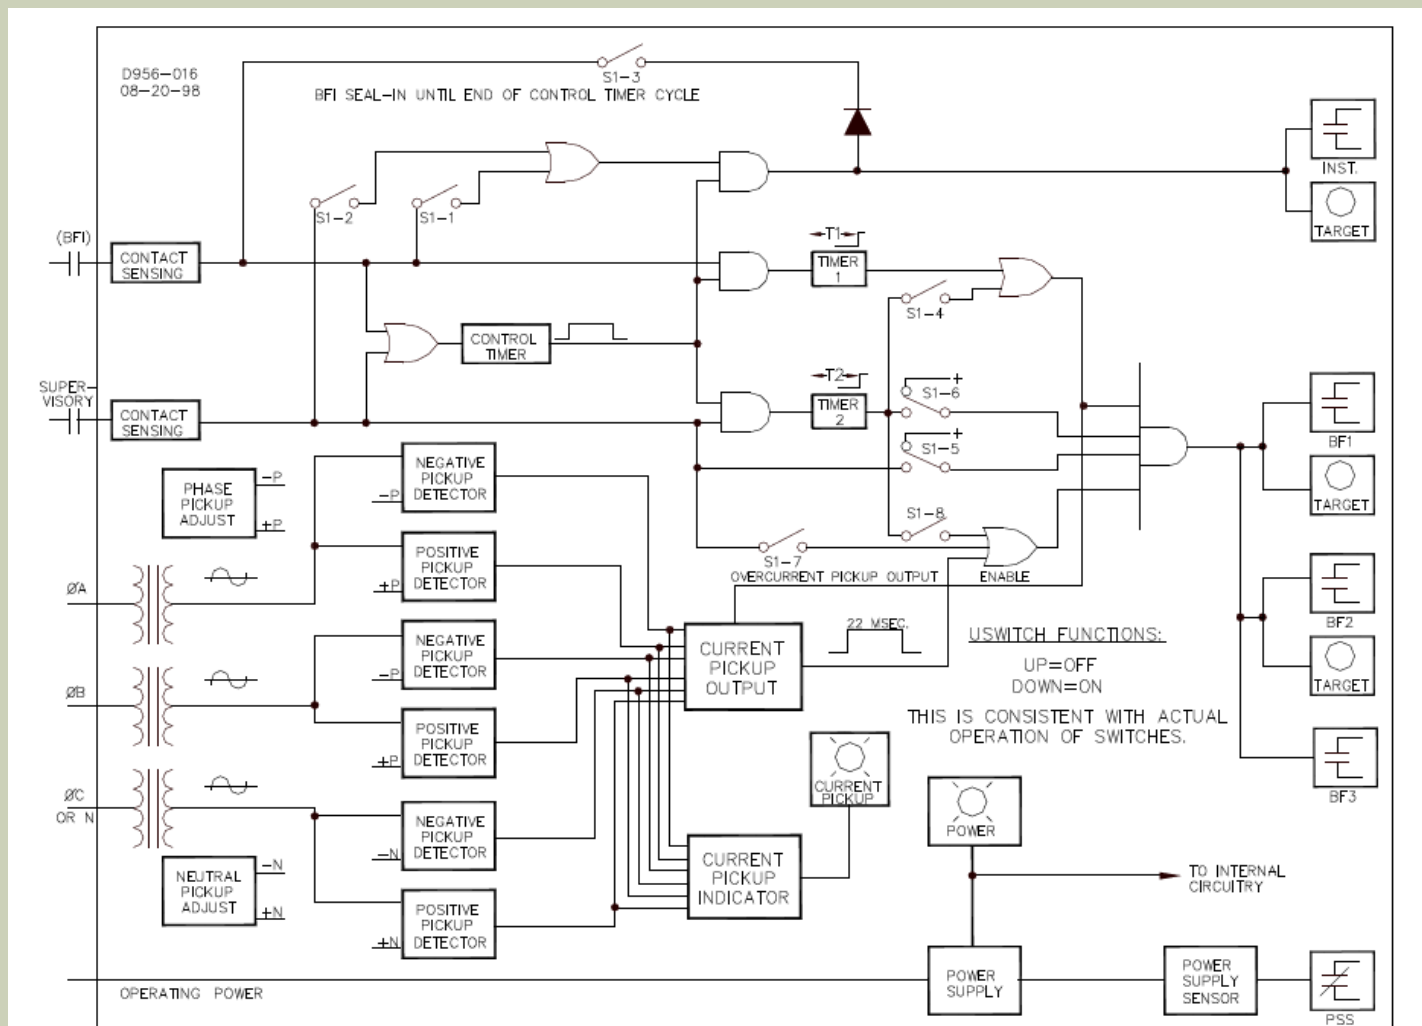 D956-016
08-20-98
S1-3
BFI SEAL-IN UNTIL END OF CONTROL TIMER CYCLE
INST.
TARGET
S1-2
S1-1
(BFI)
CONTACT
SENSING
T1
TIMER
1
S1-4
CONTROL
TIMER
SUPER-
VISORY
CONTACT
SENSING
T2
TIMER
2
+
S1-6
+
S1-5
BF1
TARGET
PHASE
PICKUP
ADJUST
-P
+P
NEGATIVE
PICKUP
DETECTOR
-P
S1-8
S1-7
OVERCURRENT PICKUP OUTPUT
ENABLE
POSITIVE
PICKUP
DETECTOR
+P
ØA
NEGATIVE
PICKUP
DETECTOR
-P
CURRENT
PICKUP
OUTPUT
22 MSEC.
USWITCH FUNCTIONS:
UP=OFF
DOWN=ON
THIS IS CONSISTENT WITH ACTUAL
OPERATION OF SWITCHES.
BF2
TARGET
ØB
POSITIVE
PICKUP
DETECTOR
+P
CURRENT
PICKUP
POWER
BF3
ØC
OR N
NEGATIVE
PICKUP
DETECTOR
-N
NEUTRAL
PICKUP
ADJUST
-N
+N
CURRENT
PICKUP
INDICATOR
TO INTERNAL
CIRCUITRY
POSITIVE
PICKUP
DETECTOR
+N
OPERATING POWER
POWER
SUPPLY
POWER
SUPPLY
SENSOR
PSS